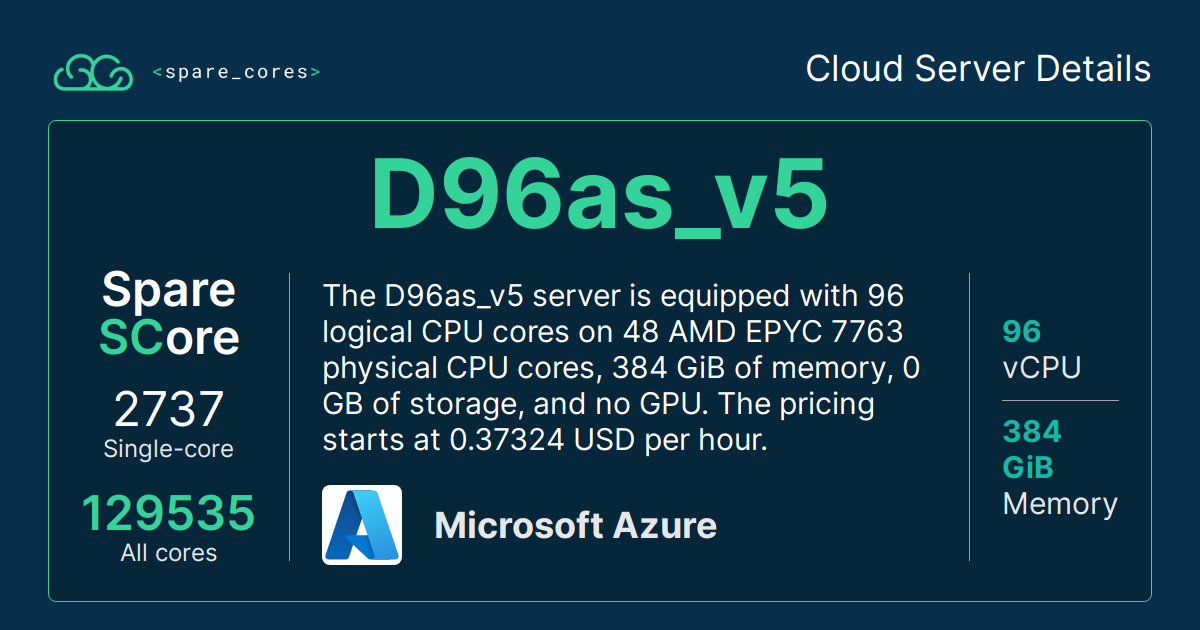 <spare_cores>
Cloud Server Details
D96as_v5
Spare
SCore
2737
Single-core
129535
All cores
The D96as_v5 server is equipped with 96
logical CPU cores on 48 AMD EPYC 7763
physical CPU cores, 384 GiB of memory, 0
GB of storage, and no GPU. The pricing
starts at 0.37324 USD per hour.
Microsoft Azure
96
vCPU
384
GiB
Memory